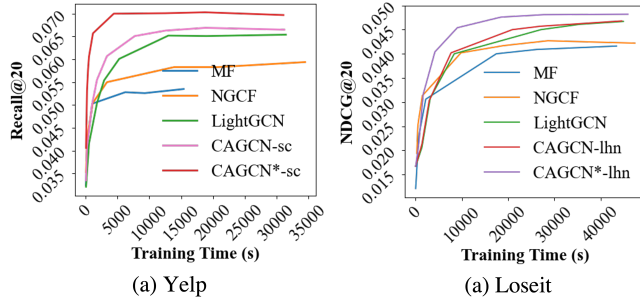 Recall@20
0.070
0.065
0.060
0.055
0.050
0.045
0.040
0.035
MF
NGCF
LightGCN
CAGCN-sc
CAGCN*-sc
0 5000 10000 15000 20000 25000 30000 35000
Training Time (s)
(a) Yelp
NDCG@20
0.050
0.045
0.040
0.035
0.030
0.025
0.020
0.015
MF
NGCF
LightGCN
CAGCN-lhn
CAGCN*-lhn
0 10000 20000 30000 40000
Training Time (s)
(a) Loseit